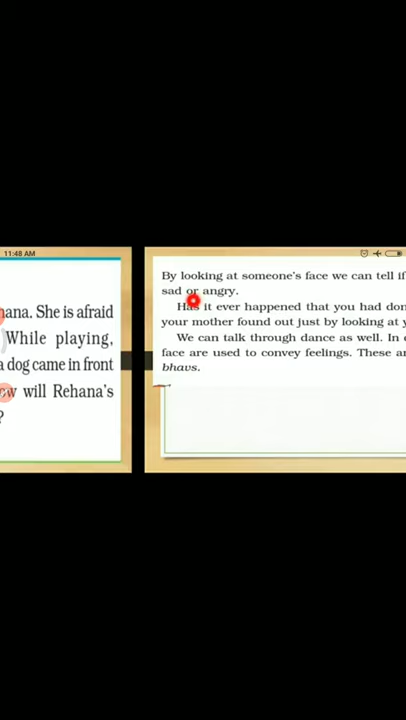 11:48 AM
ana. She is afraid
While playing,
a dog came in front
ow will Rehana's
?
By looking at someone's face we can tell if
sad or angry.
Has it ever happened that you had don
your mother found out just by looking at y
We can talk through dance as well. In
face are used to convey feelings. These ar
bhavs.